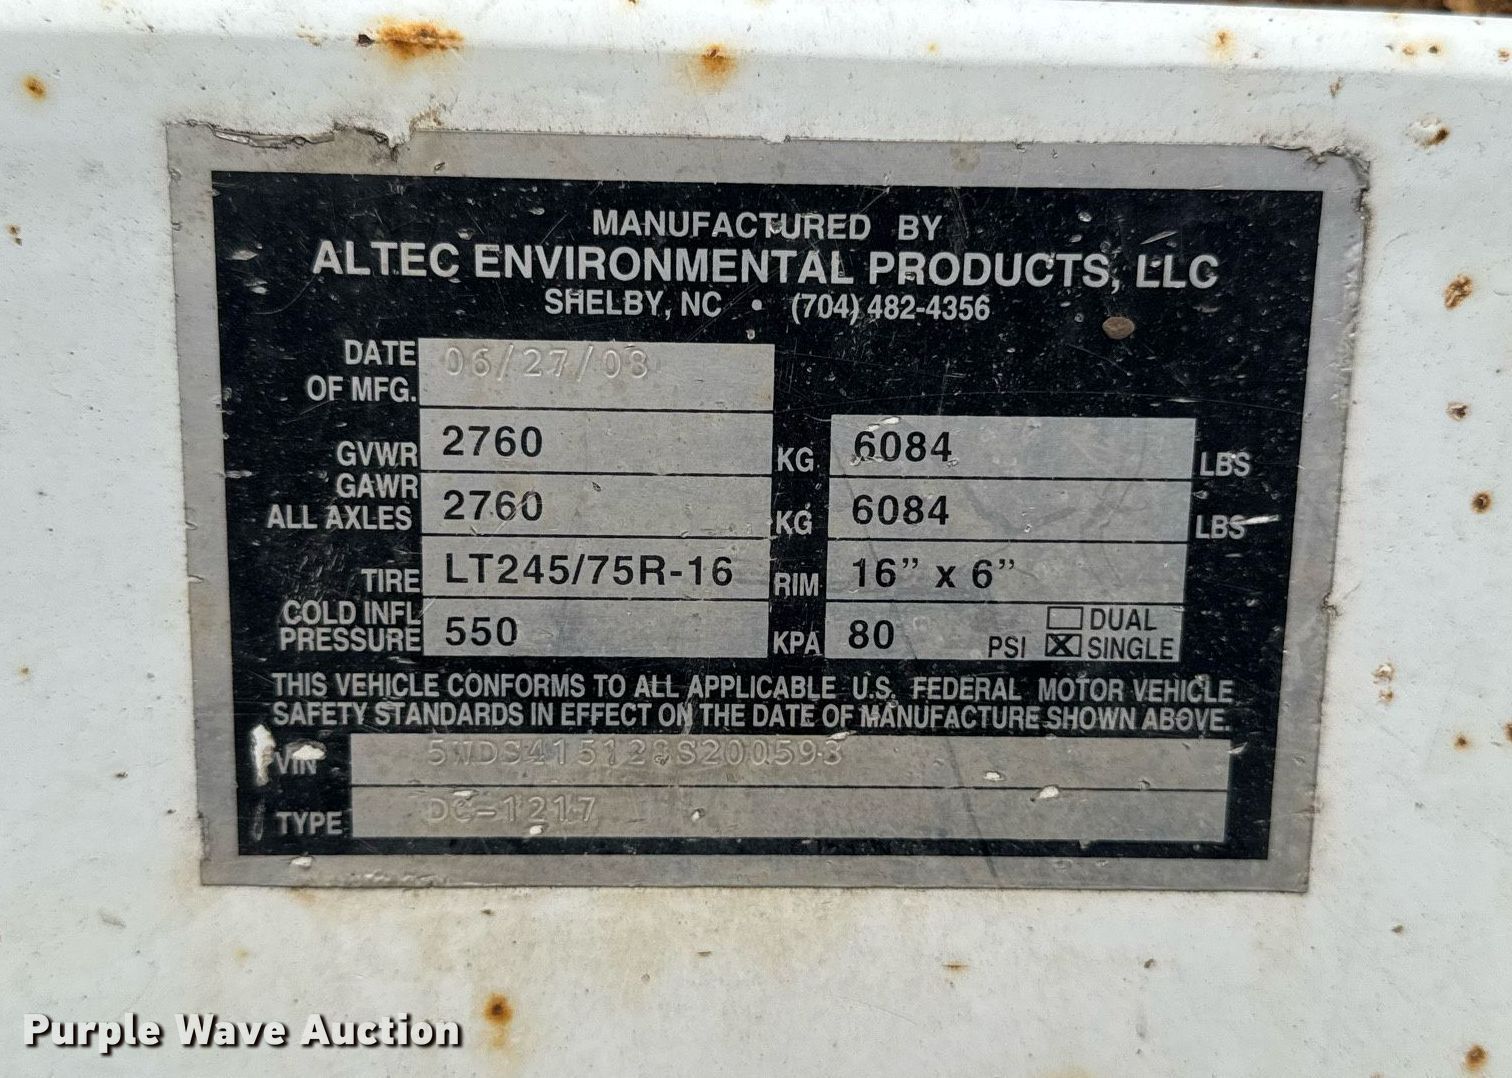 MANUFACTURED BY
ALTEC ENVIRONMENTAL PRODUCTS, LLC
SHELBY, NC • (704) 482-4356
DATE OF MFG. 06/27/08
GVWR 2760 KG 6084 LBS
GAWR ALL AXLES 2760 KG 6084 LBS
TIRE LT245/75R-16 RIM 16” x 6”
COLD INFL PRESSURE 550 KPA 80 PSI DUAL SINGLE
THIS VEHICLE CONFORMS TO ALL APPLICABLE U.S. FEDERAL MOTOR VEHICLE
SAFETY STANDARDS IN EFFECT ON THE DATE OF MANUFACTURE SHOWN ABOVE.
VIN 5WDS415128S200593
TYPE DC-1217
Purple Wave Auction